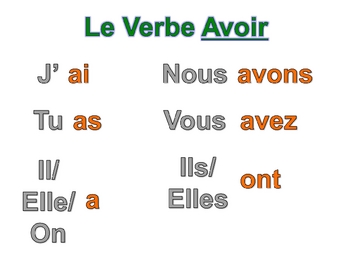 Le Verbe Avoir
J' ai
Nous avons
Tu as
Vous avez
Il/
Elle/ a
On
Ils/
Elles ont